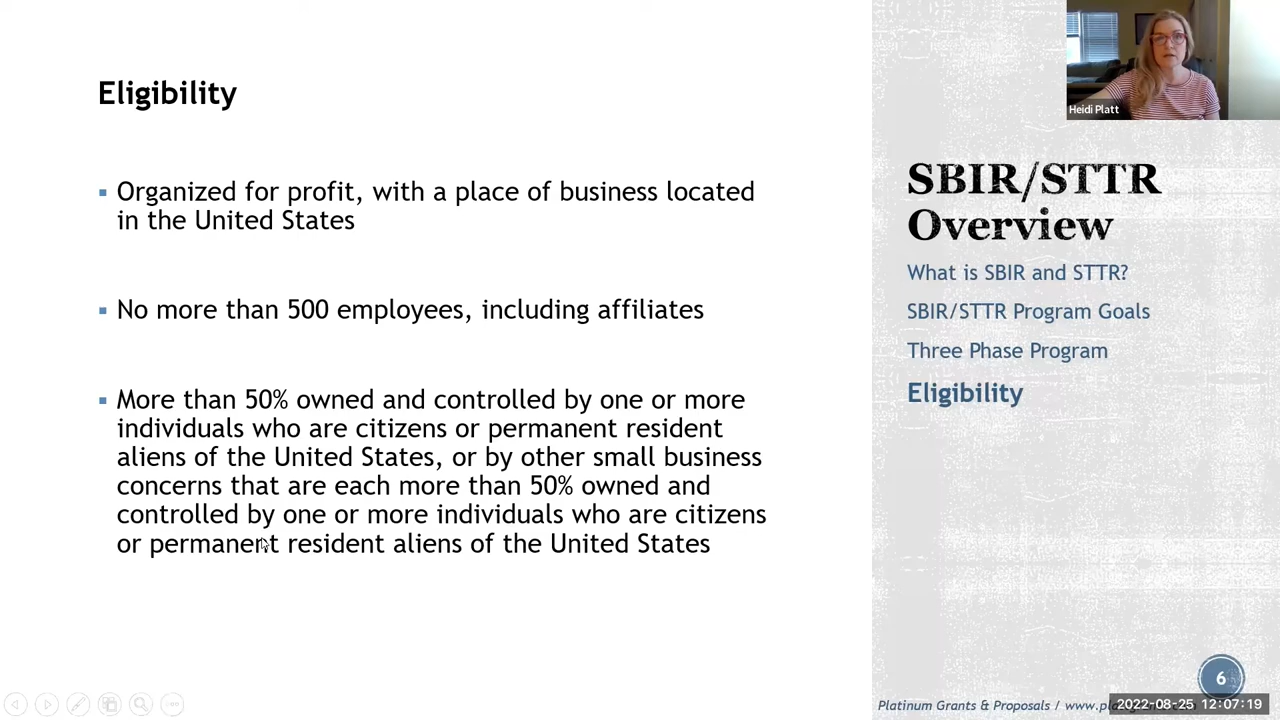 Eligibility
Organized for profit, with a place of business located
in the United States
No more than 500 employees, including affiliates
More than 50% owned and controlled by one or more
individuals who are citizens or permanent resident
aliens of the United States, or by other small business
concerns that are each more than 50% owned and
controlled by one or more individuals who are citizens
or permanent resident aliens of the United States
Heidi Platt
SBIR/STTR
Overview
What is SBIR and STTR?
SBIR/STTR Program Goals
Three Phase Program
Eligibility
6
Platinum Grants & Proposals /
2022-08-25 12:07:19